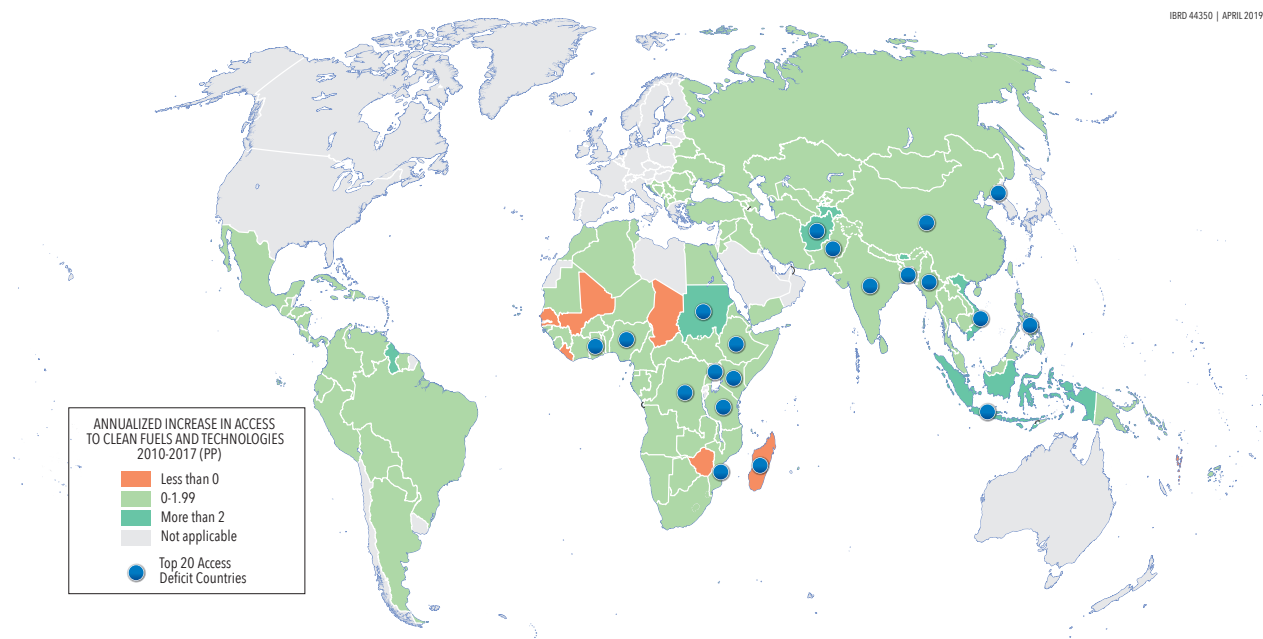 IBRD 44350 | APRIL 2019
ANNUALIZED INCREASE IN ACCESS
TO CLEAN FUELS AND TECHNOLOGIES
2010-2017 (PP)
Less than 0
0-1.99
More than 2
Not applicable
Top 20 Access
Deficit Countries